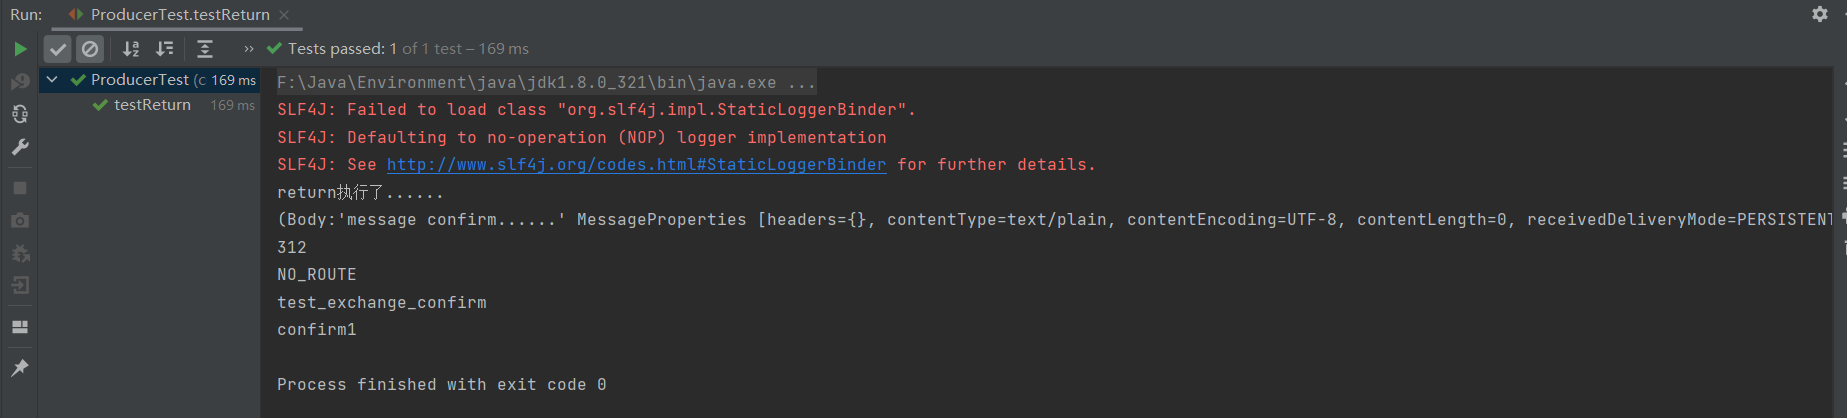 Run: ProducerTest.testReturn
Tests passed: 1 of 1 test – 169 ms
ProducerTest (c 169 ms
testReturn 169 ms
F:\Java\Environment\java\jdk1.8.0_321\bin\java.exe ...
SLF4J: Failed to load class "org.slf4j.impl.StaticLoggerBinder".
SLF4J: Defaulting to no-operation (NOP) logger implementation
SLF4J: See http://www.slf4j.org/codes.html#StaticLoggerBinder for further details.
return执行了......
(Body:'message confirm......' MessageProperties [headers={}, contentType=text/plain, contentEncoding=UTF-8, contentLength=0, receivedDeliveryMode=PERSISTENT
312
NO_ROUTE
test_exchange_confirm
confirm1
Process finished with exit code 0